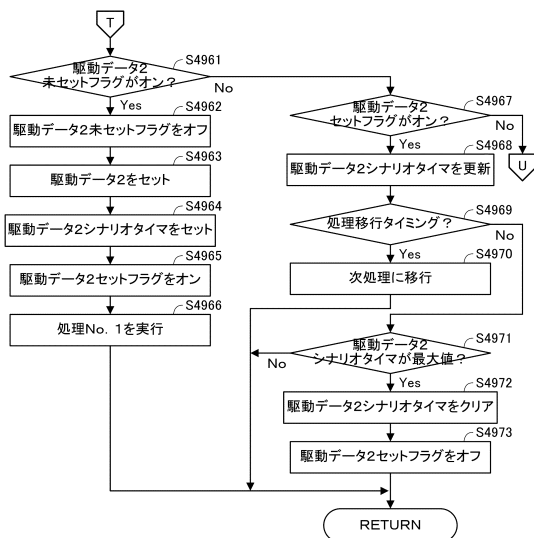 T
S4961
駆動データ2
未セットフラグがオン?
No
Yes
S4962
駆動データ2未セットフラグをオフ
S4963
駆動データ2をセット
S4964
駆動データ2シナリオタイマをセット
S4965
駆動データ2セットフラグをオン
S4966
処理No. 1を実行
S4967
駆動データ2
セットフラグがオン?
No
Yes
U
S4968
駆動データ2シナリオタイマを更新
S4969
処理移行タイミング?
No
Yes
S4970
次処理に移行
S4971
駆動データ2
シナリオタイマが最大値?
No
Yes
S4972
駆動データ2シナリオタイマをクリア
S4973
駆動データ2セットフラグをオフ
RETURN